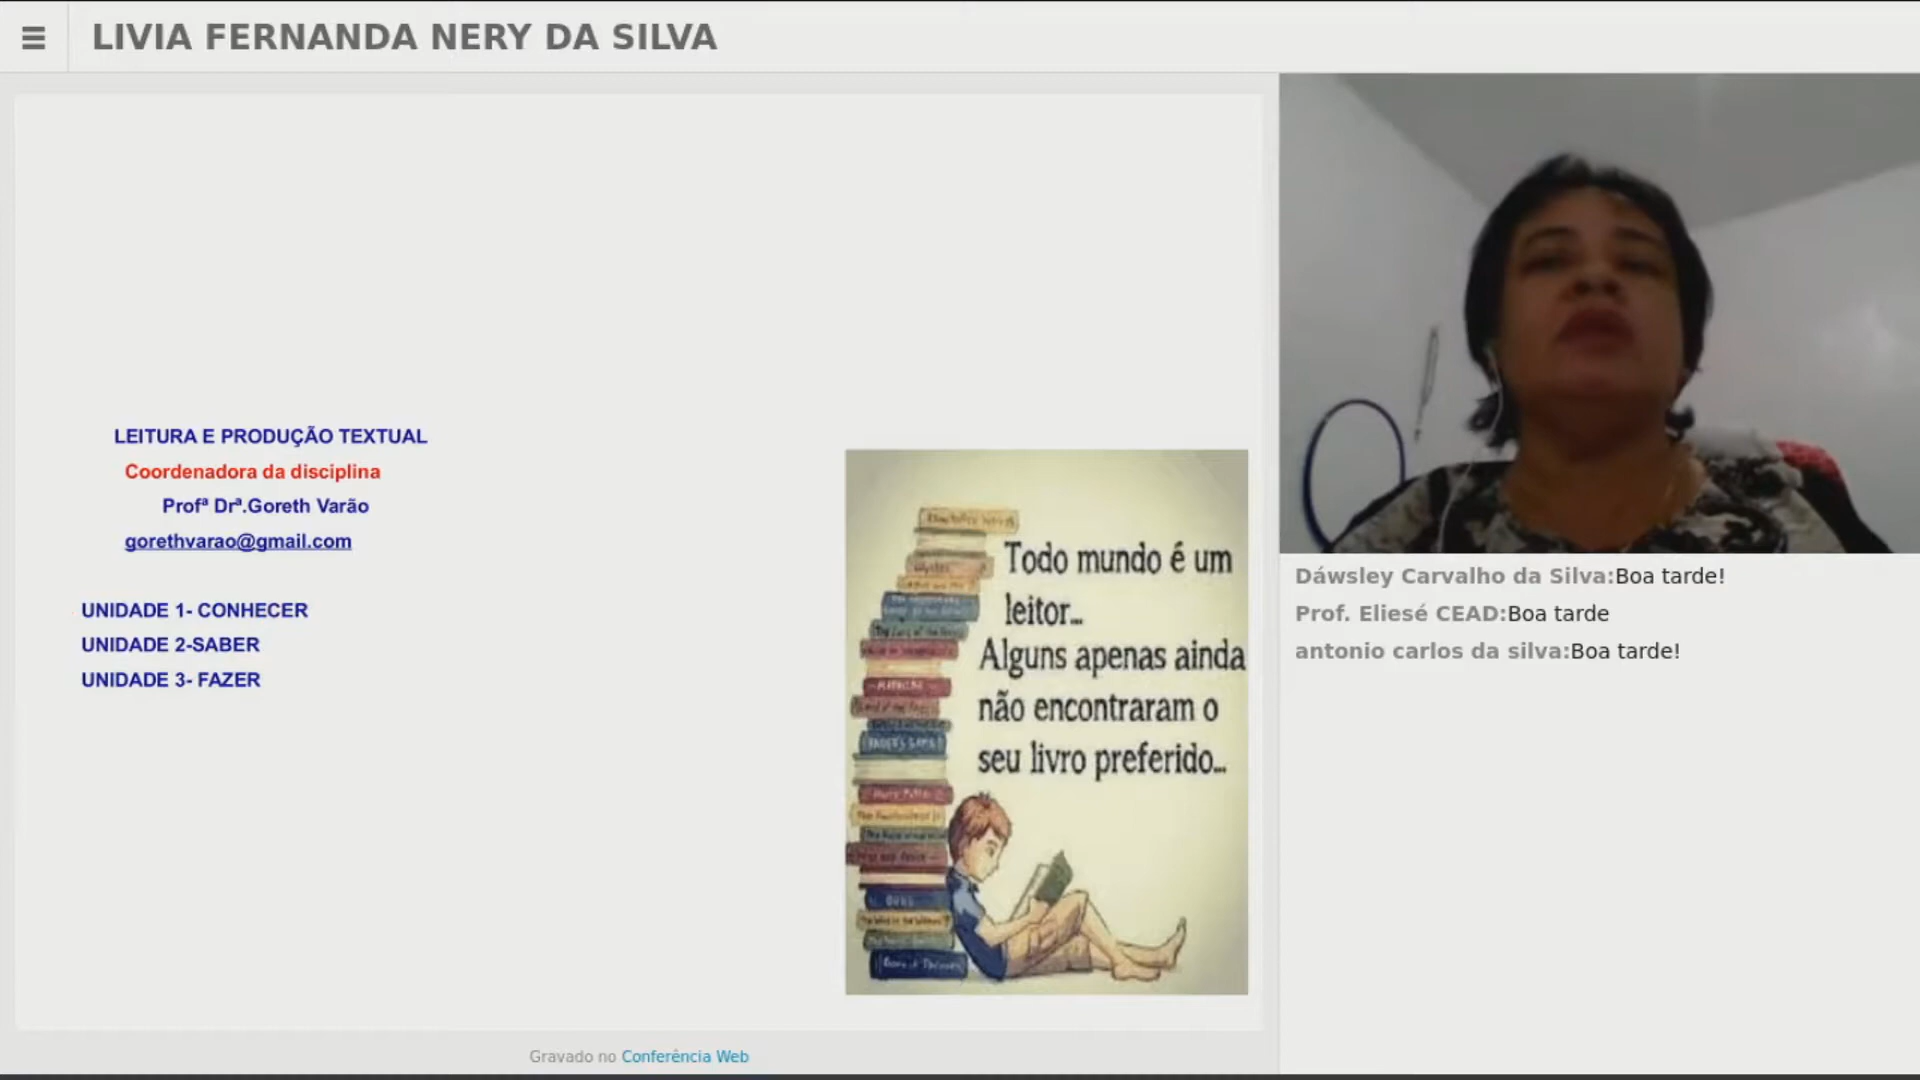 LIVIA FERNANDA NERY DA SILVA
LEITURA E PRODUÇÃO TEXTUAL
Coordenadora da disciplina
Profª Drª.Goreth Varão
gorethvarao@gmail.com
UNIDADE 1- CONHECER
UNIDADE 2-SABER
UNIDADE 3- FAZER
Todo mundo é um
leitor...
Alguns apenas ainda
não encontraram o
seu livro preferido...
Dáwsley Carvalho da Silva:Boa tarde!
Prof. Eliesé CEAD:Boa tarde
antonio carlos da silva:Boa tarde!
Gravado no Conferência Web